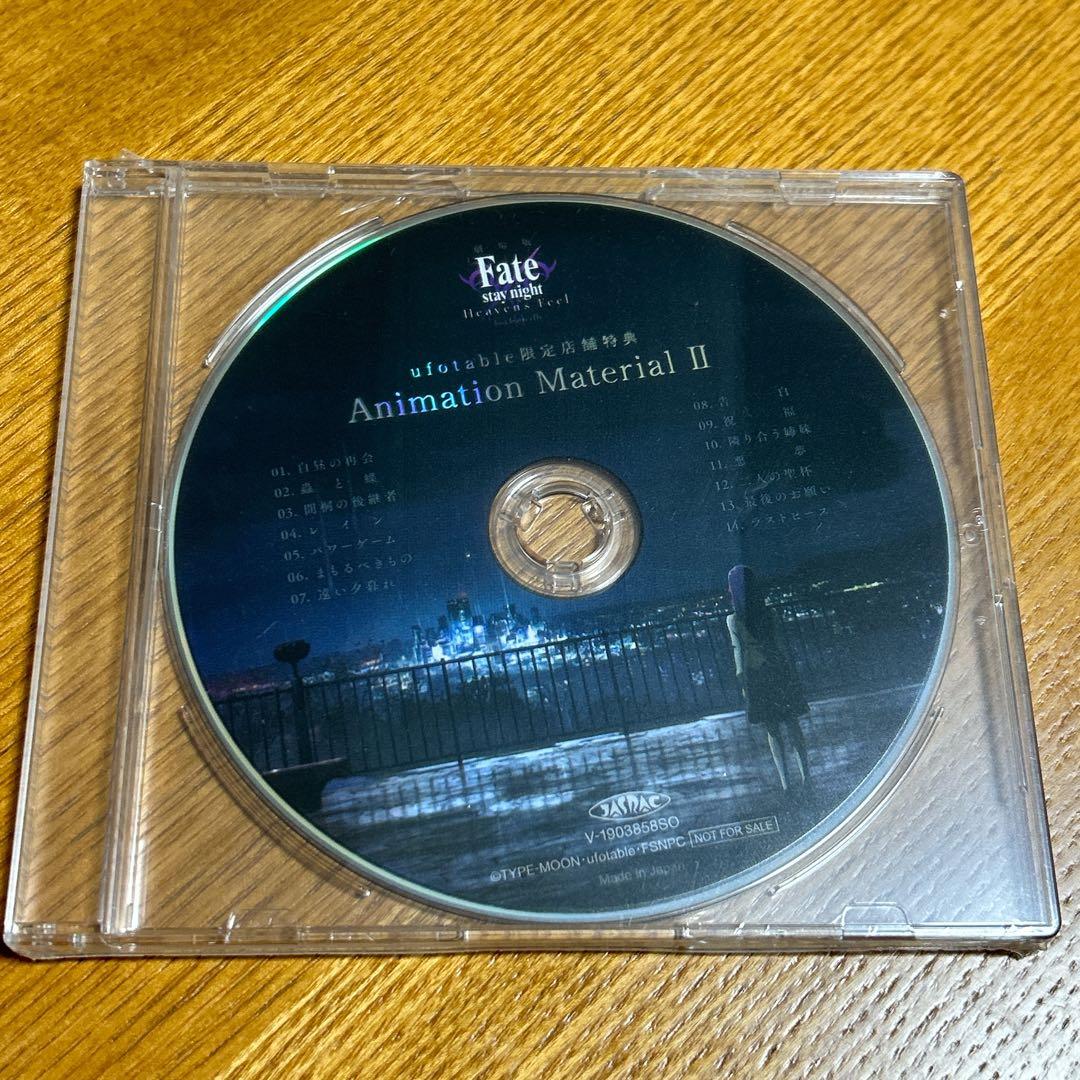 劇場版
Fate
stay night
Heaven's Feel
ufotable限定店舗特典
Animation Material II
01. 白昼の再会
02. 蟲と蝶
03. 間桐の後継者
04. レイン
05. パワーゲーム
06. まもるべきもの
07. 遠い夕暮れ
08. 告白
09. 祝福
10. 隣り合う姉妹
11. 悪夢
12. 二人の聖杯
13. 最後のお願い
14. ラストピース
JASRAC
V-1903858SO
©TYPE-MOON・ufotable・FSNPC NOT FOR SALE
Made in Japan